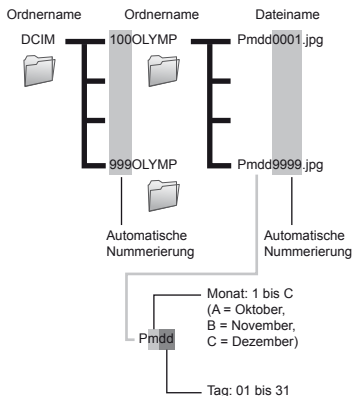 Ordnername Ordnername Dateiname
DCIM 100OLYMP Pmdd0001.jpg
999OLYMP Pmdd9999.jpg
Automatische
Nummerierung
Automatische
Nummerierung
Monat: 1 bis C
(A = Oktober,
B = November,
C = Dezember)
Pmdd
Tag: 01 bis 31